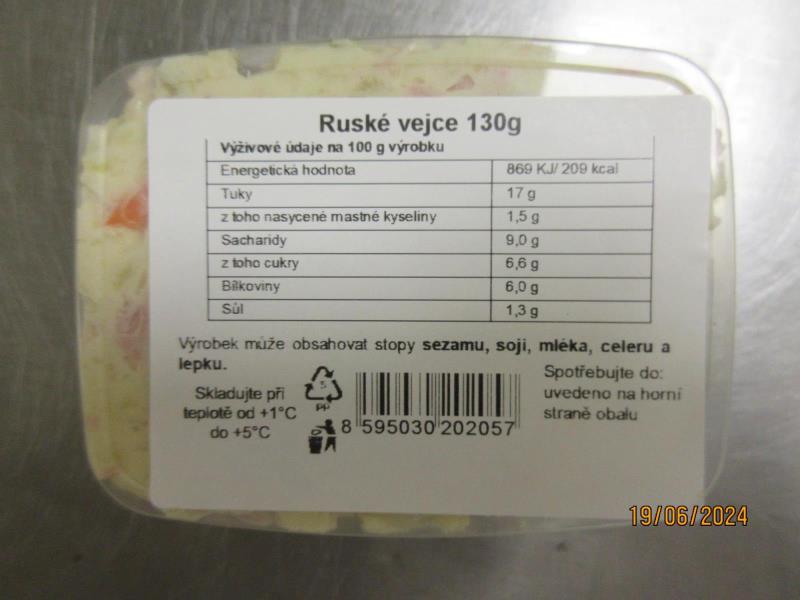 Ruské vejce 130g
Výživové údaje na 100 g výrobku
Energetická hodnota 869 KJ/ 209 kcal
Tuky 17 g
z toho nasycené mastné kyseliny 1,5 g
Sacharidy 9,0 g
z toho cukry 6,6 g
Bílkoviny 6,0 g
Sůl 1,3 g
Výrobek může obsahovat stopy sezamu, soji, mléka, celeru a
lepku.
Skladujte při
teplotě od +1°C
do +5°C
5
PP
8 595030 202057
Spotřebujte do:
uvedeno na horní
straně obalu
19/06/2024